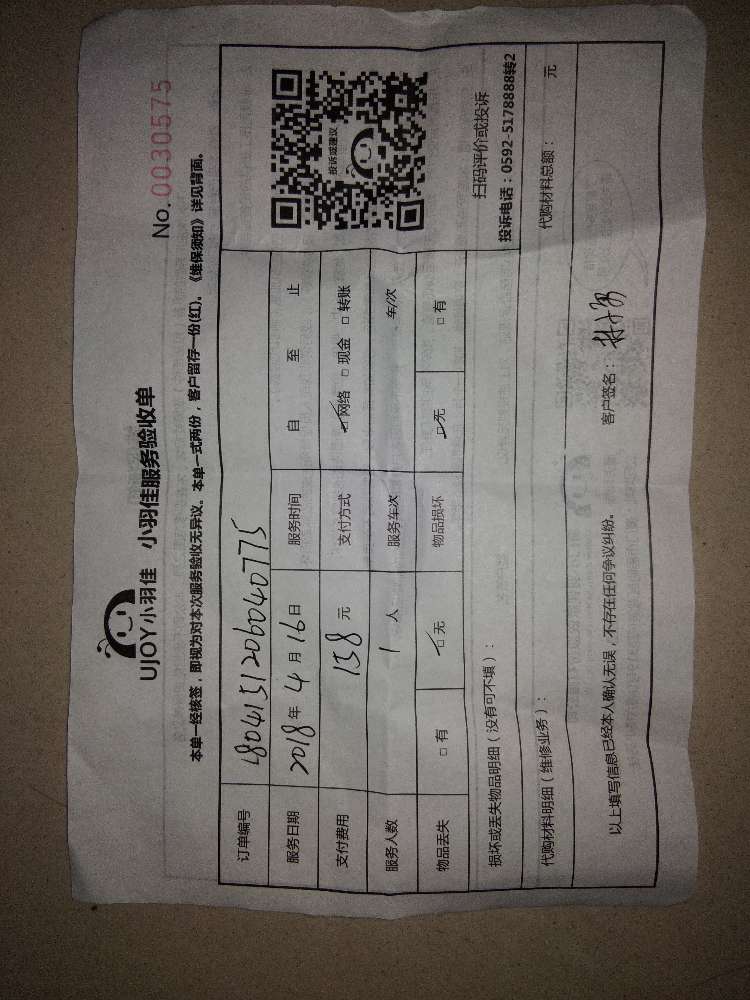 No. 0030575
UJOY小羽佳 小羽佳服务验收单
本单一经核签，即视为对本次服务验收无异议。本单一式两份，客户留存一份(红)。《维保须知》详见背面。
订单编号 180415120604040775
服务日期 2018年4月16日 服务时间 自 至 止
支付费用 158元 支付方式 ☑网络 □现金 □转账
服务人数 1人 服务车次 车/次
物品丢失 □有 ☑无 物品损坏 ☑无 □有
投诉或建议
扫码评价或投诉
投诉电话：0592-5178888转2
损坏或丢失物品明细（没有可不填）：
代购材料明细（维修业务）： 代购材料总额： 元
以上填写信息已经本人确认无误，不存在任何争议纠纷。 客户签名：